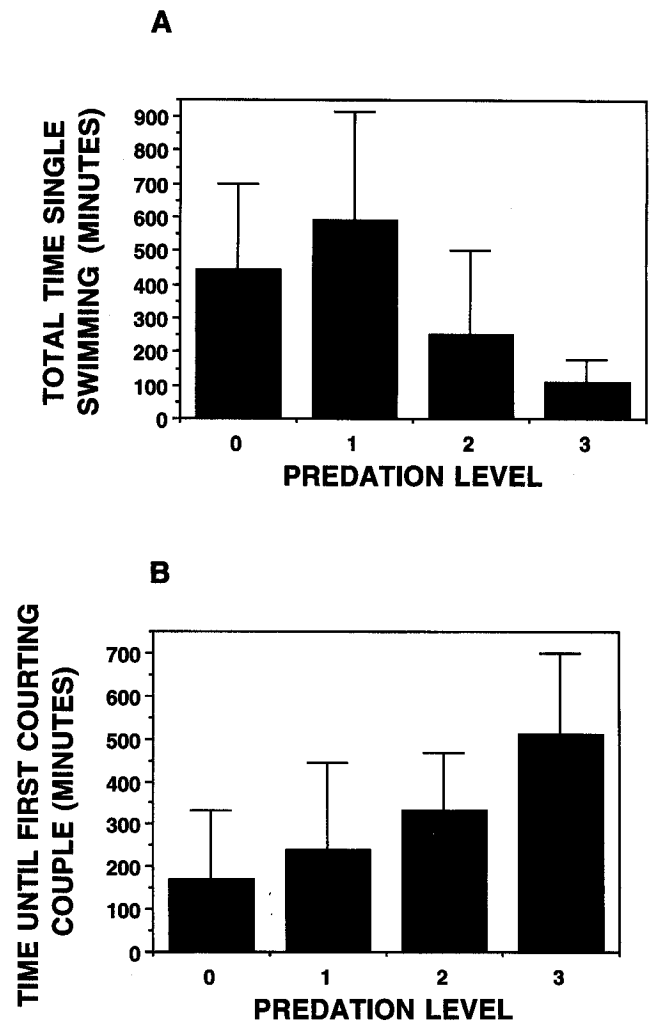 A
TOTAL TIME SINGLE
SWIMMING (MINUTES)
900
800
700
600
500
400
300
200
100
0
0 1 2 3
PREDATION LEVEL
B
TIME UNTIL FIRST COURTING
COUPLE (MINUTES)
700
600
500
400
300
200
100
0
0 1 2 3
PREDATION LEVEL